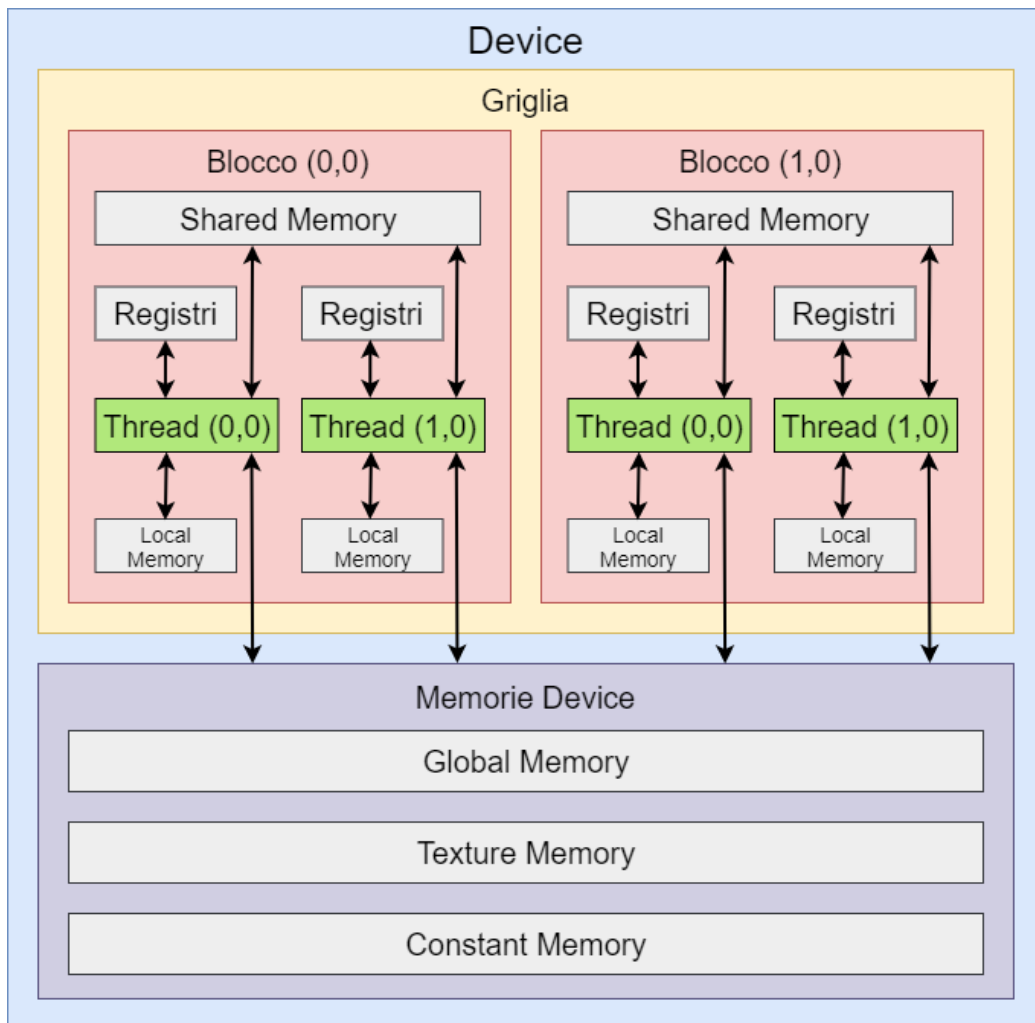 Device
Griglia
Blocco (0,0)
Shared Memory
Registri
Registri
Thread (0,0)
Thread (1,0)
Local
Memory
Local
Memory
Blocco (1,0)
Shared Memory
Registri
Registri
Thread (0,0)
Thread (1,0)
Local
Memory
Local
Memory
Memorie Device
Global Memory
Texture Memory
Constant Memory